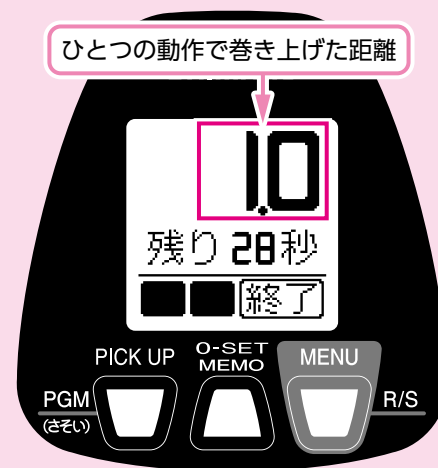 ひとつの動作で巻き上げた距離
1.0
残り28秒
終了
PICK UP
O-SET
MEMO
MENU
PGM
(さそい)
R/S